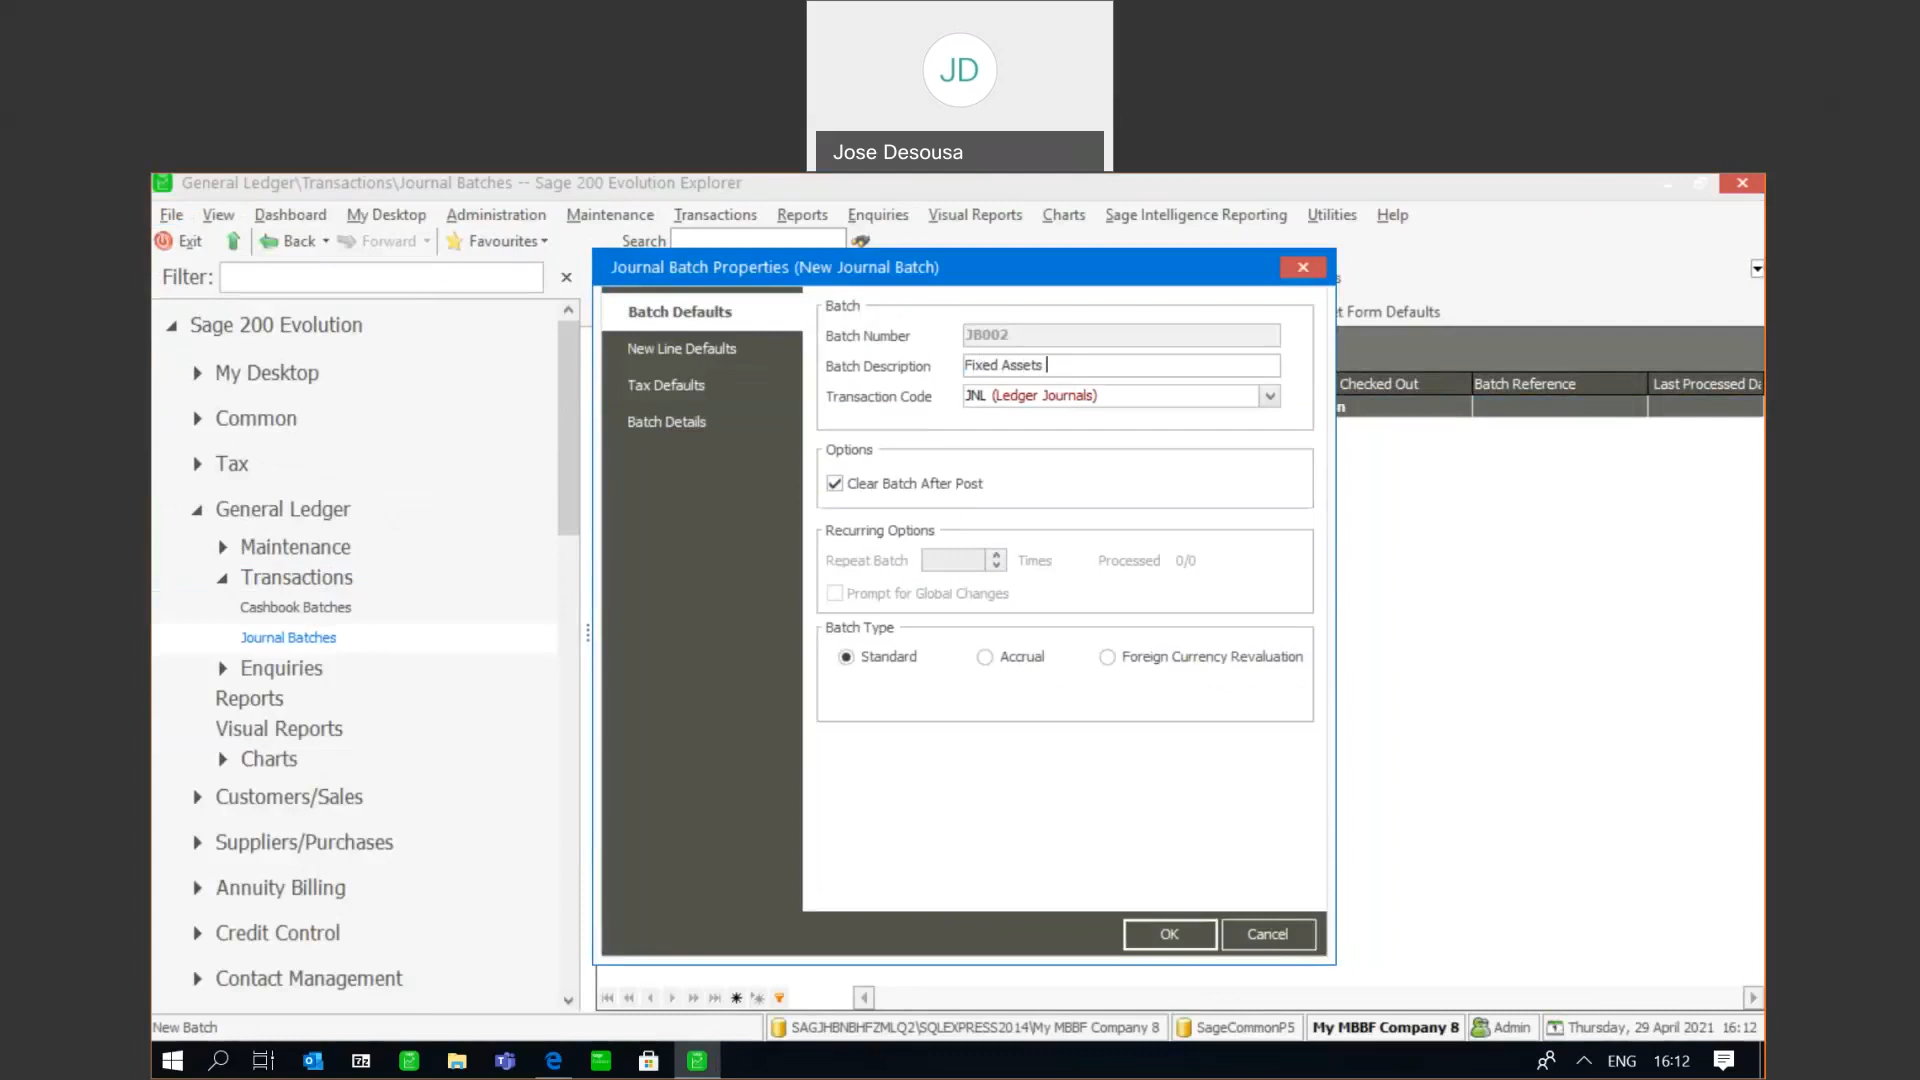 JD
Jose Desousa
General Ledger\Transactions\Journal Batches -- Sage 200 Evolution Explorer
File View Dashboard My Desktop Administration Maintenance Transactions Reports Enquiries Visual Reports Charts Sage Intelligence Reporting Utilities Help
Exit Back Forward Favourites Search
Filter:
Sage 200 Evolution
My Desktop
Common
Tax
General Ledger
Maintenance
Transactions
Cashbook Batches
Journal Batches
Enquiries
Reports
Visual Reports
Charts
Customers/Sales
Suppliers/Purchases
Annuity Billing
Credit Control
Contact Management
Journal Batch Properties (New Journal Batch)
Batch Defaults
New Line Defaults
Tax Defaults
Batch Details
Batch
Batch Number JB002
Batch Description Fixed Assets
Transaction Code JNL (Ledger Journals)
Options
Clear Batch After Post
Recurring Options
Repeat Batch Times Processed 0/0
Prompt for Global Changes
Batch Type
Standard Accrual Foreign Currency Revaluation
OK Cancel
Form Defaults
Checked Out Batch Reference Last Processed Da
New Batch SAGJHBNBHFZMLQ2\SQLEXPRESS2014\My MBBF Company 8 SageCommonP5 My MBBF Company 8 Admin Thursday, 29 April 2021 16:12
ENG 16:12